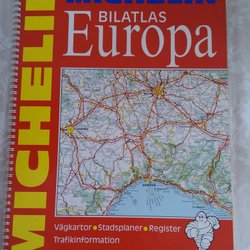 MICHELIN
MICHELIN
BILATLAS
Europa
Vägkartor • Stadsplaner • Register
Trafikinformation